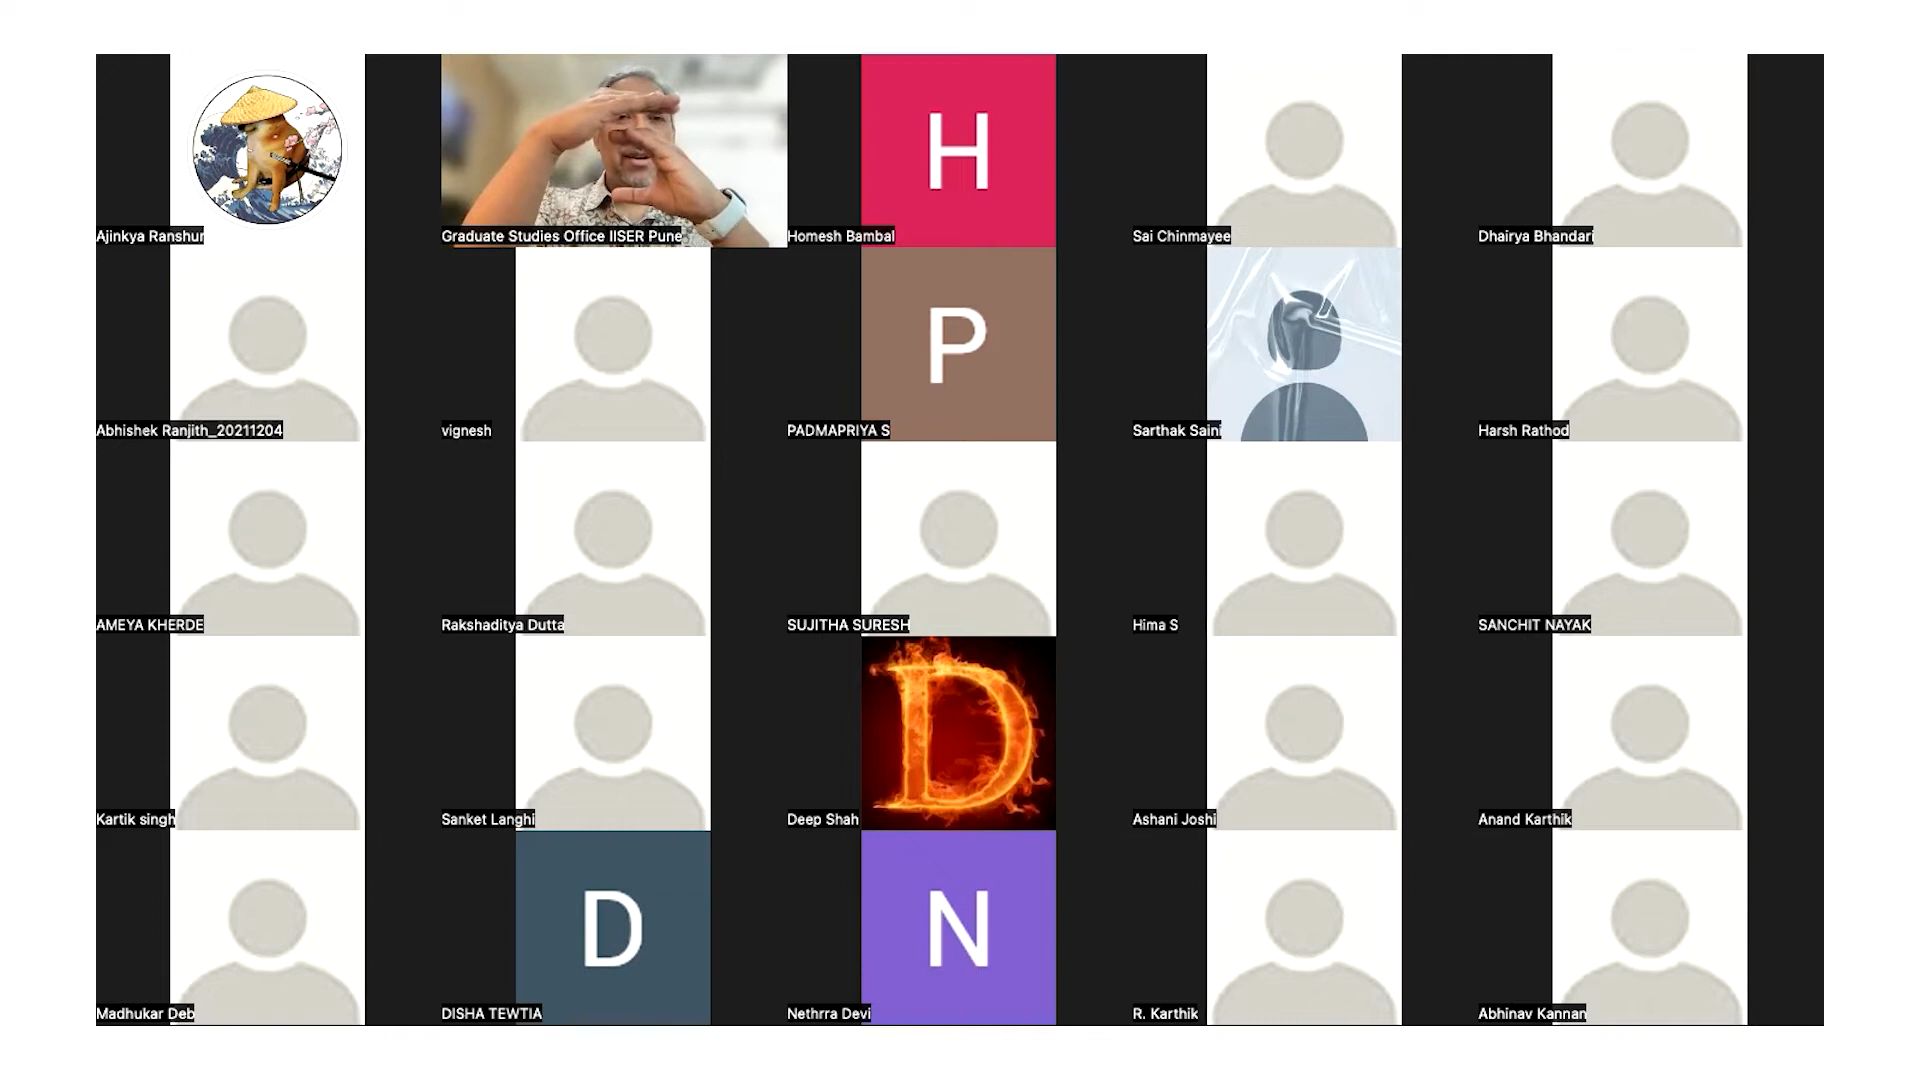 Ajinkya Ranshur
Graduate Studies Office IISER Pune
H
Homesh Bambal
Sai Chinmayee
Dhairya Bhandari
Abhishek Ranjith_20211204
vignesh
P
PADMAPRIYA S
Sarthak Saini
Harsh Rathod
AMEYA KHERDE
Rakshaditya Dutta
SUJITHA SURESH
Hima S
SANCHIT NAYAK
Kartik singh
Sanket Langhi
D
Deep Shah
Ashani Joshi
Anand Karthik
Madhukar Deb
D
DISHA TEWTIA
N
Nethrra Devi
R. Karthik
Abhinav Kannan